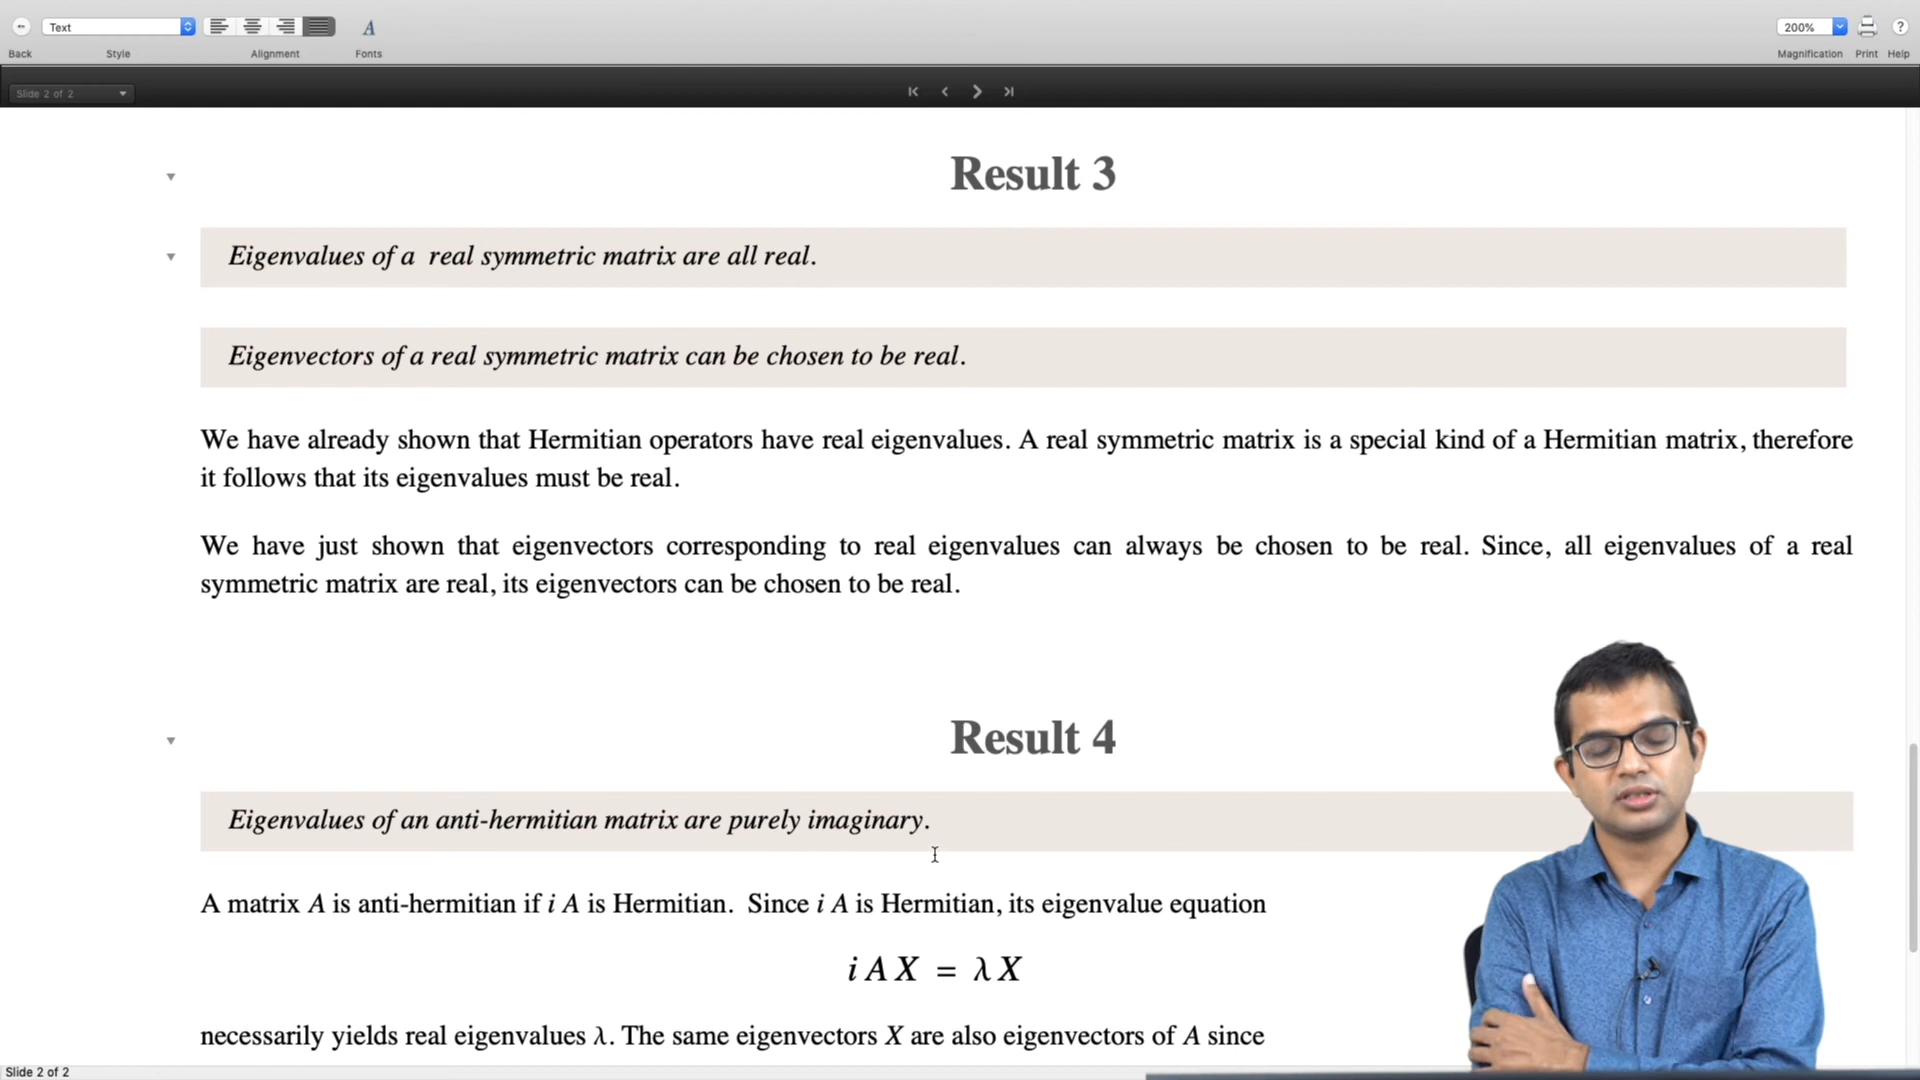 Text
200%
Back
Style
Alignment
Fonts
Magnification
Print
Help
Slide 2 of 2
Result 3
Eigenvalues of a real symmetric matrix are all real.
Eigenvectors of a real symmetric matrix can be chosen to be real.
We have already shown that Hermitian operators have real eigenvalues. A real symmetric matrix is a special kind of a Hermitian matrix, therefore
it follows that its eigenvalues must be real.
We have just shown that eigenvectors corresponding to real eigenvalues can always be chosen to be real. Since, all eigenvalues of a real
symmetric matrix are real, its eigenvectors can be chosen to be real.
Result 4
Eigenvalues of an anti-hermitian matrix are purely imaginary.
A matrix A is anti-hermitian if i A is Hermitian. Since i A is Hermitian, its eigenvalue equation
i A X = λ X
necessarily yields real eigenvalues λ. The same eigenvectors X are also eigenvectors of A since
Slide 2 of 2